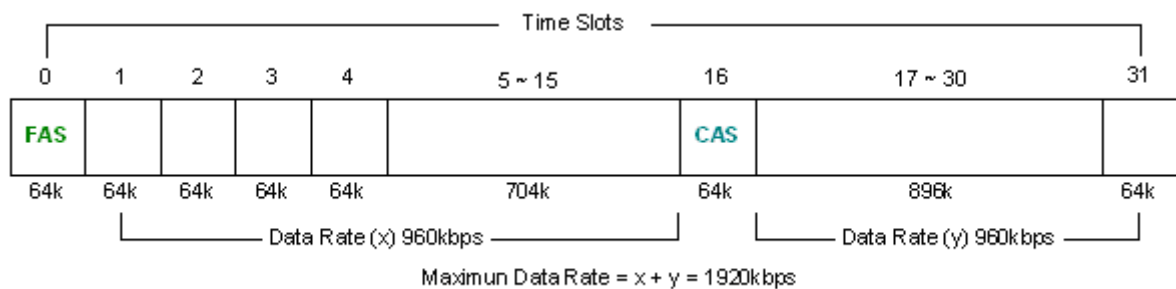 Time Slots
0 1 2 3 4 5 ~ 15 16 17 ~ 30 31
FAS CAS
64k 64k 64k 64k 64k 704k 64k 896k 64k
Data Rate (x) 960kbps Data Rate (y) 960kbps
Maximun Data Rate = x + y = 1920kbps